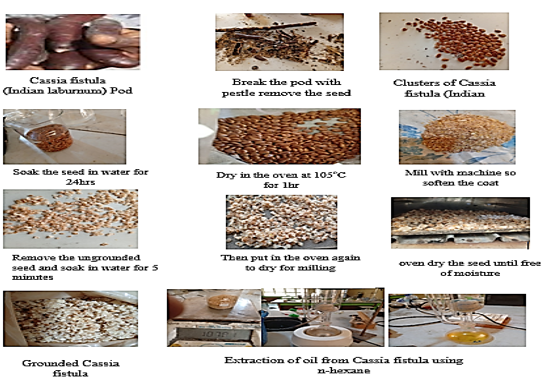 Cassia fistula
(Indian laburnum) Pod
Break the pod with
pestle remove the seed
Clusters of Cassia
fistula (Indian
Soak the seed in water for
24hrs
Dry in the oven at 105°C
for 1hr
Mill with machine so
soften the coat
Remove the ungrounded
seed and soak in water for 5
minutes
Then put in the oven again
to dry for milling
oven dry the seed until free
of moisture
Grounded Cassia
fistula
Extraction of oil from Cassia fistula using
n-hexane